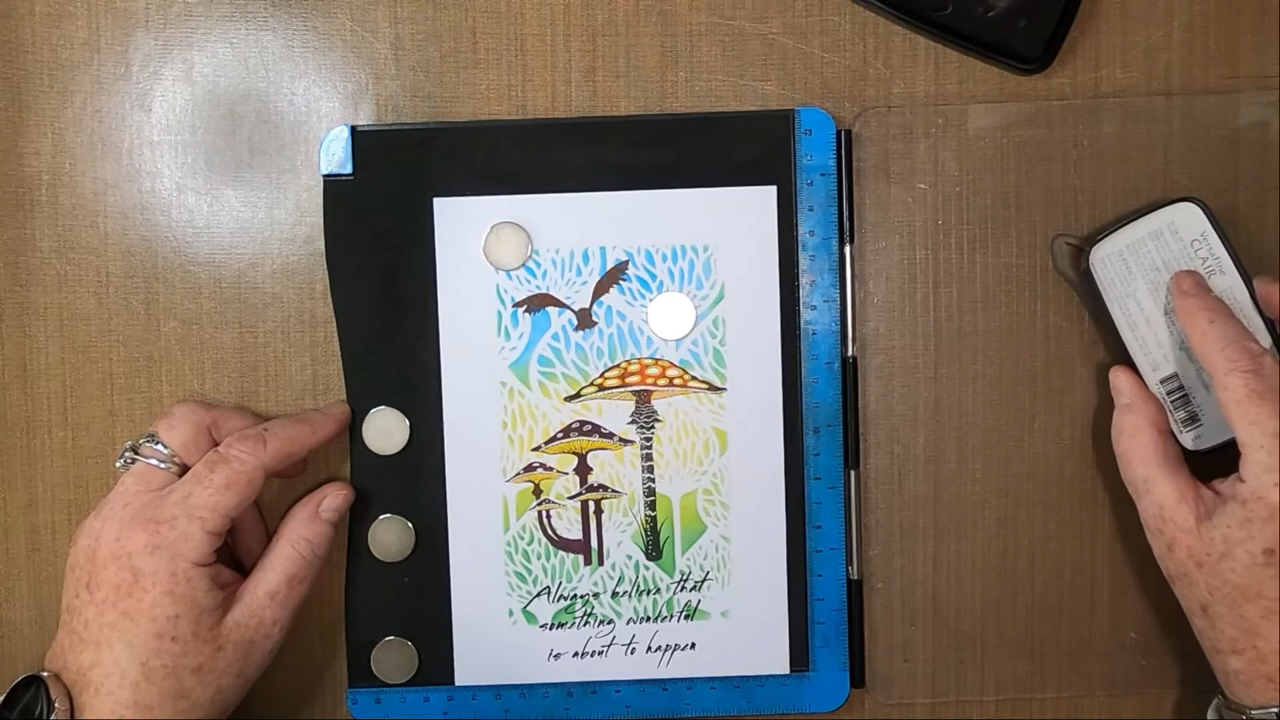 VersaFine
CLAIR
Always believe that
something wonderful
is about to happen